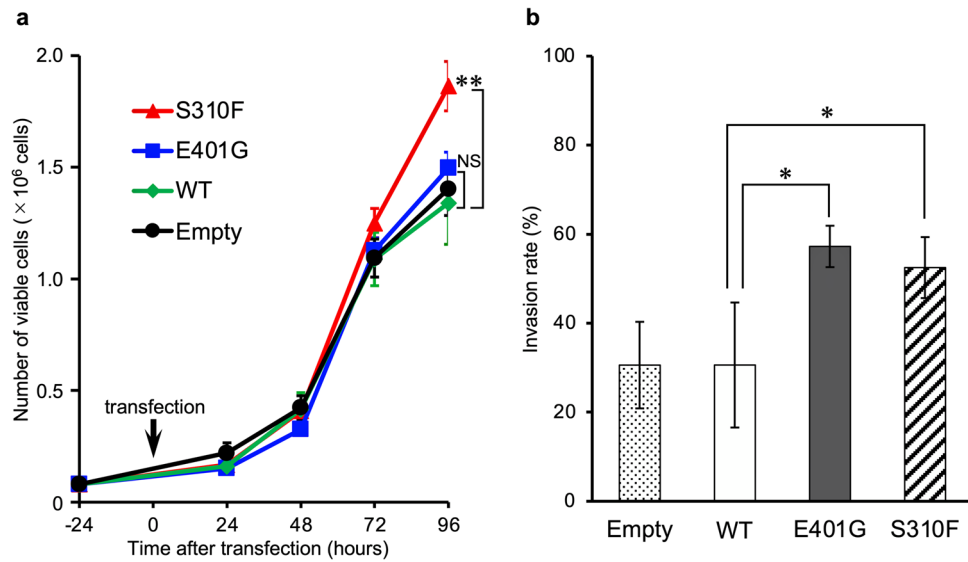 a
Number of viable cells (×10⁶ cells)
2.0
1.5
1.0
0.5
0
S310F
E401G
WT
Empty
transfection
**
NS
-24 0 24 48 72 96
Time after transfection (hours)
b
Invasion rate (%)
100
80
60
40
20
0
*
*
Empty WT E401G S310F